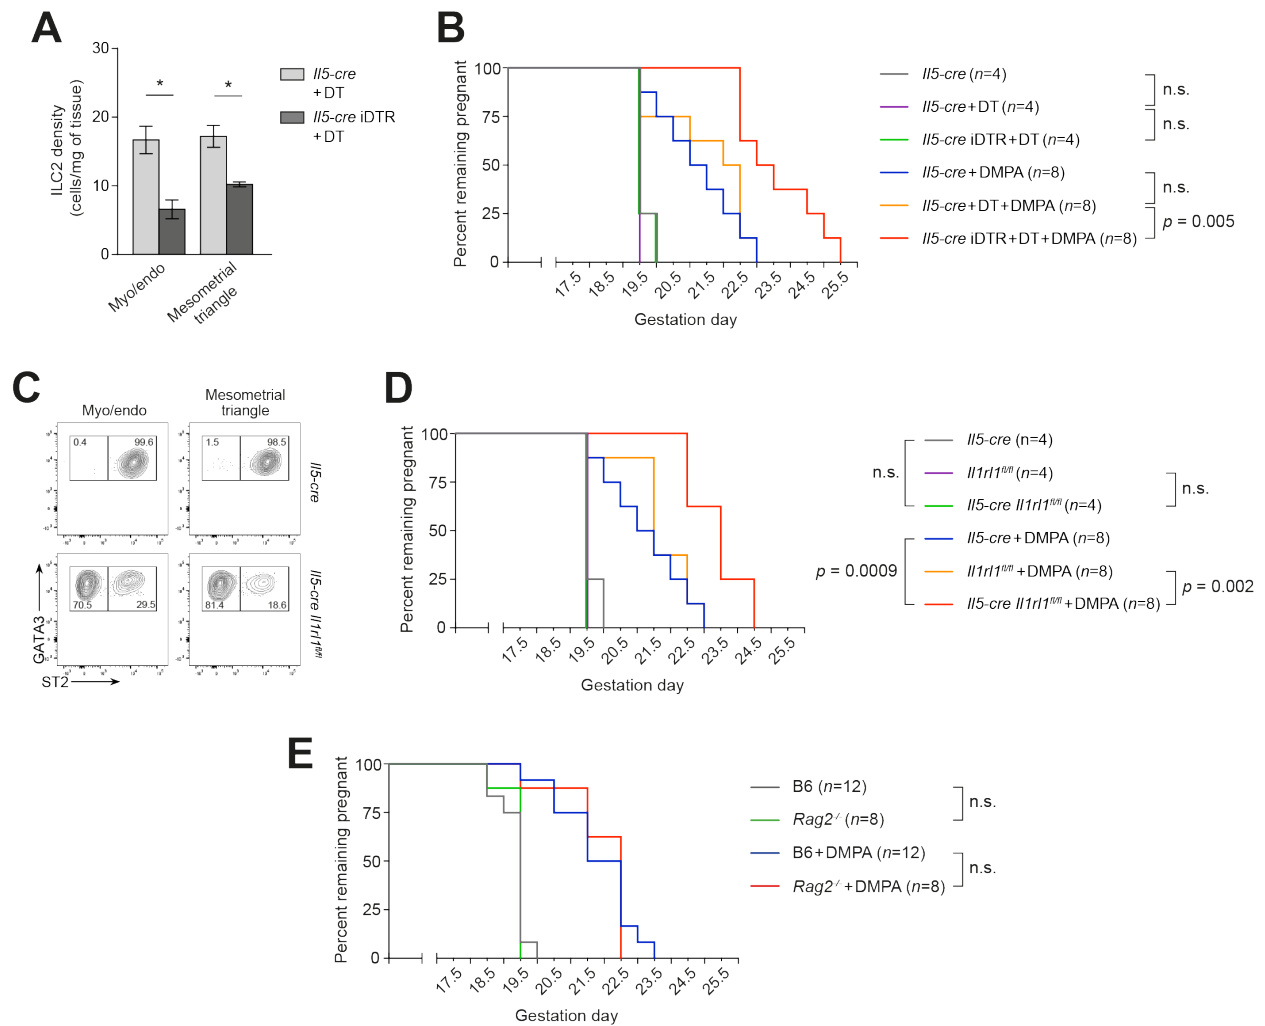 A
30
20
10
0
ILC2 density
(cells/mg of tissue)
*
*
Myo/endo
Mesometrial
triangle
Il5-cre
+DT
Il5-cre iDTR
+DT
B
Percent remaining pregnant
100
75
50
25
0
17.5
18.5
19.5
20.5
21.5
22.5
23.5
24.5
25.5
Gestation day
Il5-cre (n=4)
Il5-cre+DT (n=4)
Il5-cre iDTR+DT (n=4)
Il5-cre+DMPA (n=8)
Il5-cre+DT+DMPA (n=8)
Il5-cre iDTR+DT+DMPA (n=8)
n.s.
n.s.
n.s.
p = 0.005
C
Myo/endo
Mesometrial
triangle
0.4 99.6
1.5 98.5
Il5-cre
70.5 29.5
81.4 18.6
Il5-cre Il1rl1fl/fl
GATA3
ST2
D
Percent remaining pregnant
100
75
50
25
0
17.5
18.5
19.5
20.5
21.5
22.5
23.5
24.5
25.5
Gestation day
n.s.
p = 0.0009
Il5-cre (n=4)
Il1rl1fl/fl (n=4)
Il5-cre Il1rl1fl/fl (n=4)
Il5-cre+DMPA (n=8)
Il1rl1fl/fl +DMPA (n=8)
Il5-cre Il1rl1fl/fl +DMPA (n=8)
n.s.
p = 0.002
E
Percent remaining pregnant
100
75
50
25
0
17.5
18.5
19.5
20.5
21.5
22.5
23.5
24.5
25.5
Gestation day
B6 (n=12)
Rag2-/- (n=8)
B6+DMPA (n=12)
Rag2-/- +DMPA (n=8)
n.s.
n.s.